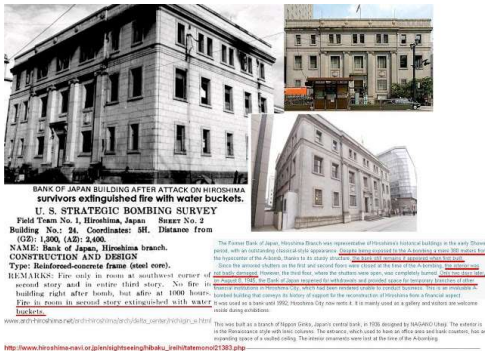 BANK OF JAPAN BUILDING AFTER ATTACK ON HIROSHIMA
survivors extinguished fire with water buckets.
U. S. STRATEGIC BOMBING SURVEY
Field Team No. 1, Hiroshima, Japan Sheet No. 2
Building No.: 24. Coordinates: 5H. Distance from
(GZ): 1,300, (AZ): 2,400.
NAME: Bank of Japan, Hiroshima branch.
CONSTRUCTION AND DESIGN
Type: Reinforced-concrete frame (steel core).
REMARKS: Fire only in southwest corner of
second story and in entire third story. No fire in
building right after bomb, but afire at 1000 hours.
Fire in room in second story extinguished with water
buckets.
The Former Bank of Japan, Hiroshima Branch was representative of Hiroshima's historical buildings in the early Showa
period, with an outstanding classical-style appearance. Despite being exposed to the A-bombing a mere 380 meters from
the hypocenter of the A-bomb, thanks to its sturdy structure, the bank still remains it appeared when first built.
Since the armored shutters on the first and second floors were closed at the time of the A-bombing, the interior was
not badly damaged. However, the third floor, where the shutters were open, was completely burned. Only two days later,
on August 8, 1945, the Bank of Japan reopened for withdrawals and provided space for temporary branches of other
financial institutions in Hiroshima City, which had been rendered unable to conduct business. This is an invaluable A-
bombed building that conveys its history of support for the reconstruction of Hiroshima from a financial aspect.
It was used as a bank until 1992. Hiroshima City now rents it. It is mainly used as a gallery and visitors are welcome
inside during exhibitions.
This was built as a branch of Nippon Ginko, Japan's central bank, in 1936 designed by NAGANO Uheiji. The exterior is
in the Renaissance style with Ionic columns. The entrance, which used to have an office area and bank counters, has an
expanding space of a vaulted ceiling. The interior ornaments were lost at the time of the A-bombing.
http://www.hiroshima-navi.or.jp/en/sightseeing/hibaku_ireihi/tatemono/21383.php